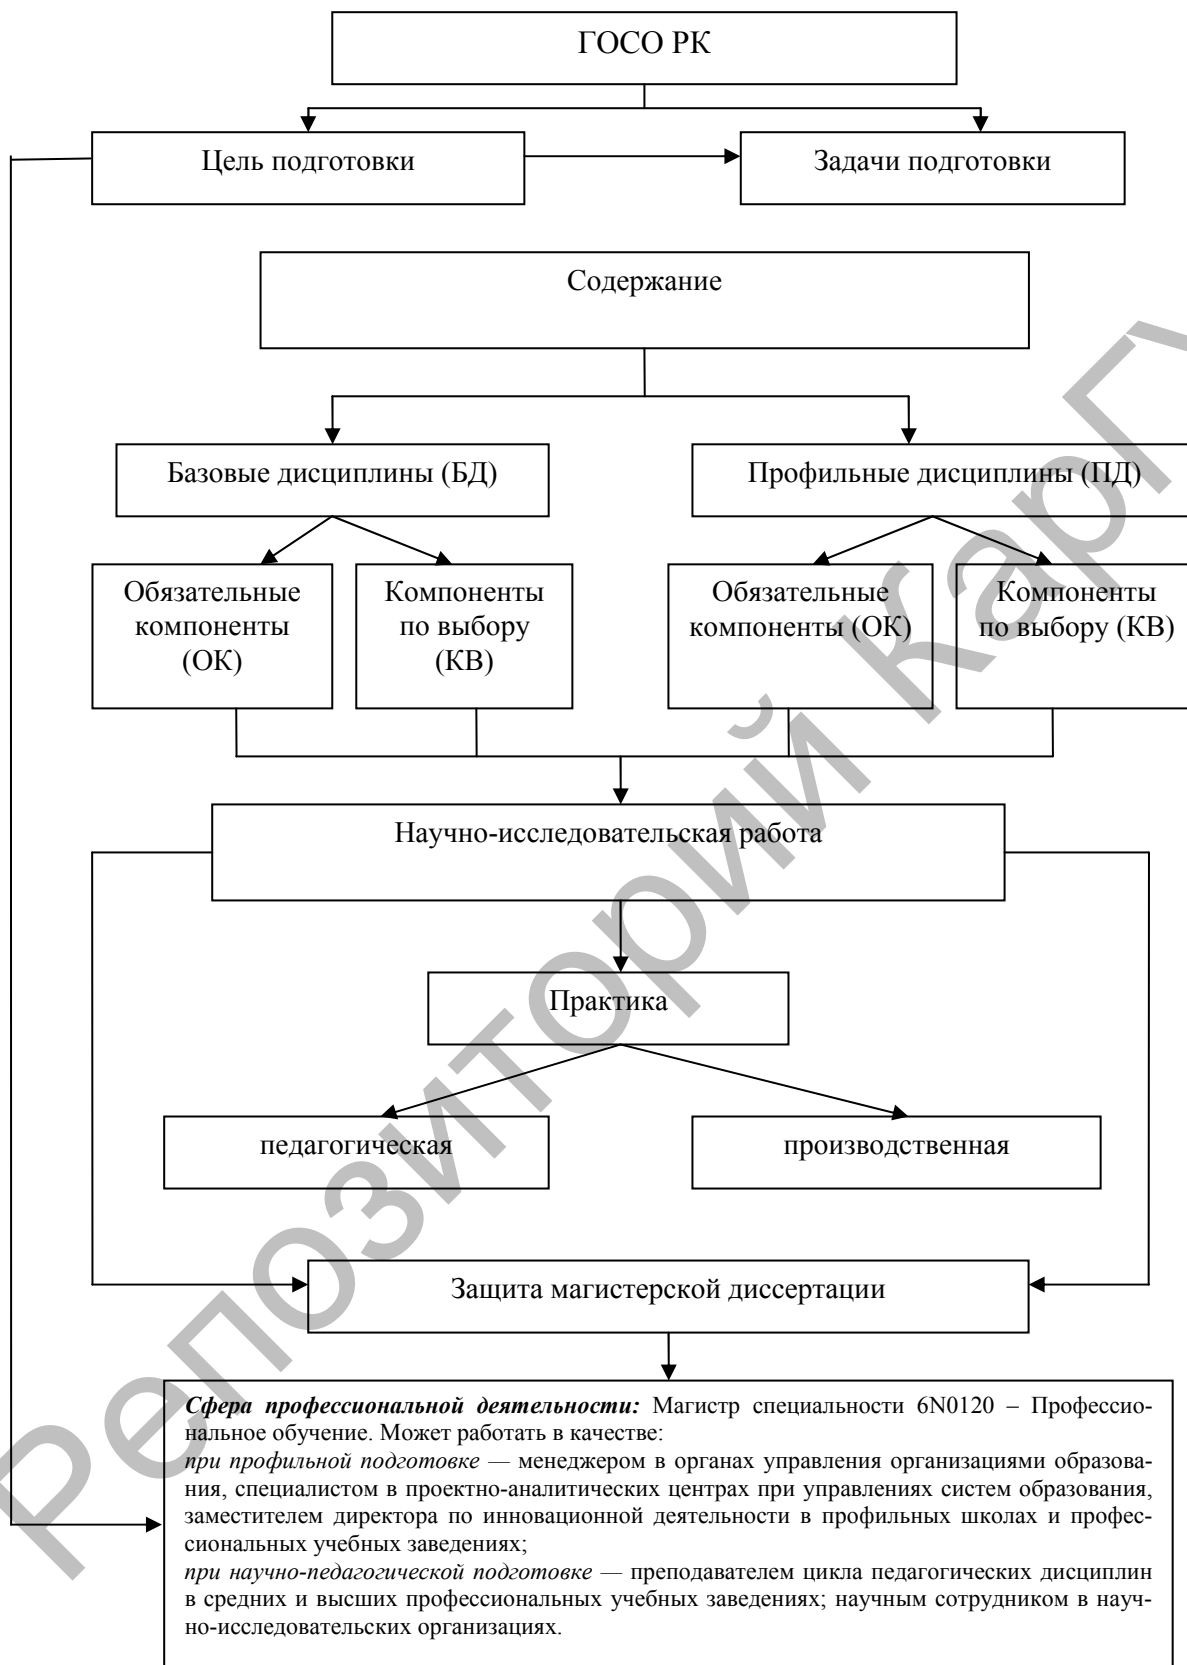 ГОСО РК
Цель подготовки
Задачи подготовки
Содержание
Базовые дисциплины (БД)
Профильные дисциплины (ПД)
Обязательные
компоненты
(ОК)
Компоненты
по выбору
(КВ)
Обязательные
компоненты (ОК)
Компоненты
по выбору (КВ)
Научно-исследовательская работа
Практика
педагогическая
производственная
Защита магистерской диссертации
Сфера профессиональной деятельности: Магистр специальности 6N0120 – Профессио-
нальное обучение. Может работать в качестве:
при профильной подготовке — менеджером в органах управления организациями образова-
ния, специалистом в проектно-аналитических центрах при управлениях систем образования,
заместителем директора по инновационной деятельности в профильных школах и профес-
сиональных учебных заведениях;
при научно-педагогической подготовке — преподавателем цикла педагогических дисциплин
в средних и высших профессиональных учебных заведениях; научным сотрудником в науч-
но-исследовательских организациях.
Репозиторий КарГУ